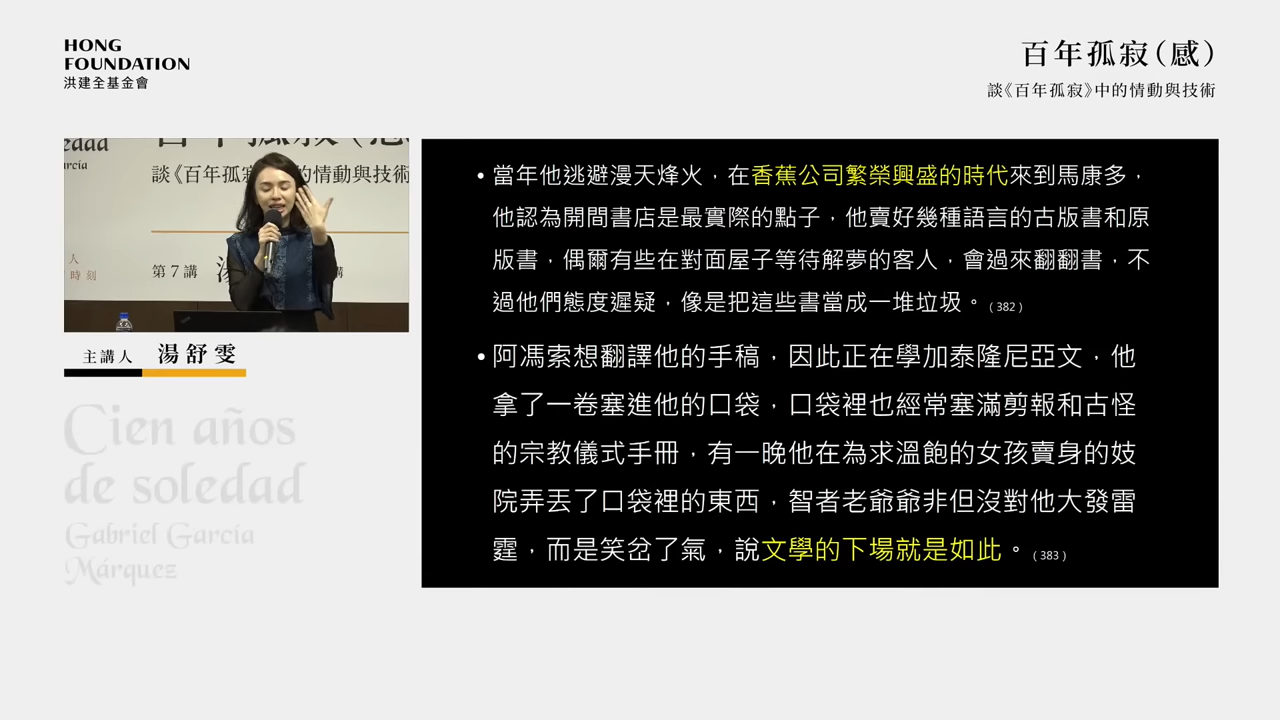 HONG
FOUNDATION
洪建全基金會
百年孤寂（感）
談《百年孤寂》中的情動與技術
edad
arcía
談《百年孤寂》中的情動與技術
人
時刻
第7講
主講人 湯舒雯
Cien años
de soledad
Gabriel García
Márquez
• 當年他逃避漫天烽火，在香蕉公司繁榮興盛的時代來到馬康多，
他認為開間書店是最實際的點子，他賣好幾種語言的古版書和原
版書，偶爾有些在對面屋子等待解夢的客人，會過來翻翻書，不
過他們態度遲疑，像是把這些書當成一堆垃圾。（382）
• 阿馮索想翻譯他的手稿，因此正在學加泰隆尼亞文，他
拿了一卷塞進他的口袋，口袋裡也經常塞滿剪報和古怪
的宗教儀式手冊，有一晚他在為求溫飽的女孩賣身的妓
院弄丟了口袋裡的東西，智者老爺爺非但沒對他大發雷
霆，而是笑岔了氣，說文學的下場就是如此。（383）